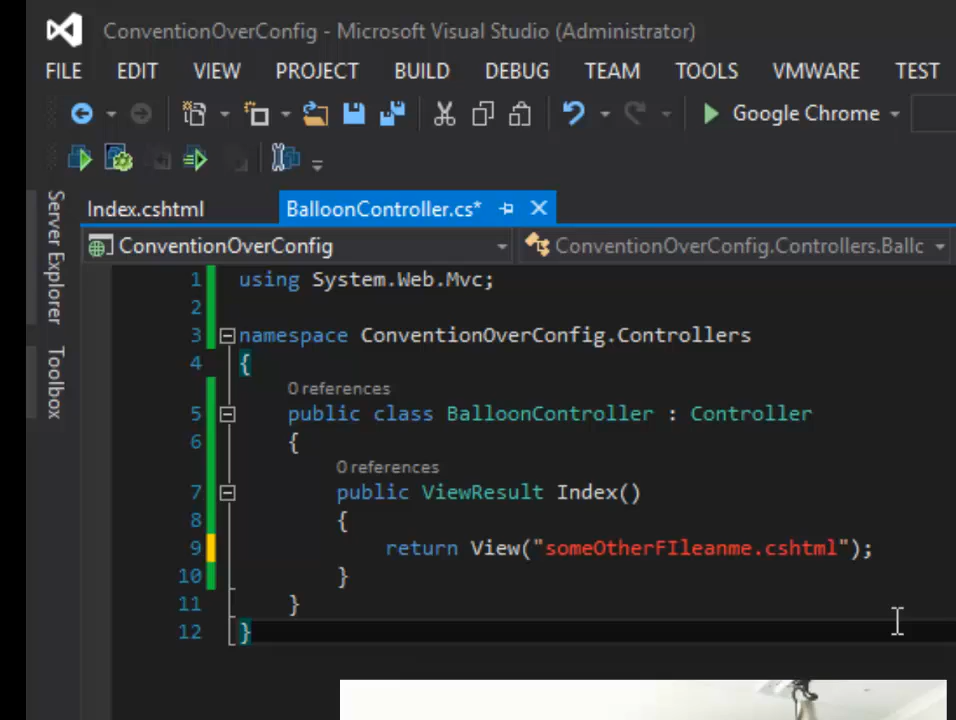 ConventionOverConfig - Microsoft Visual Studio (Administrator)
FILE EDIT VIEW PROJECT BUILD DEBUG TEAM TOOLS VMWARE TEST
Google Chrome
Server Explorer
Toolbox
Index.cshtml BalloonController.cs*
ConventionOverConfig ConventionOverConfig.Controllers.Ballc
1 using System.Web.Mvc;
2
3 namespace ConventionOverConfig.Controllers
4 {
0 references
5 public class BalloonController : Controller
6 {
0 references
7 public ViewResult Index()
8 {
9 return View("someOtherFIleanme.cshtml");
10 }
11 }
12 }